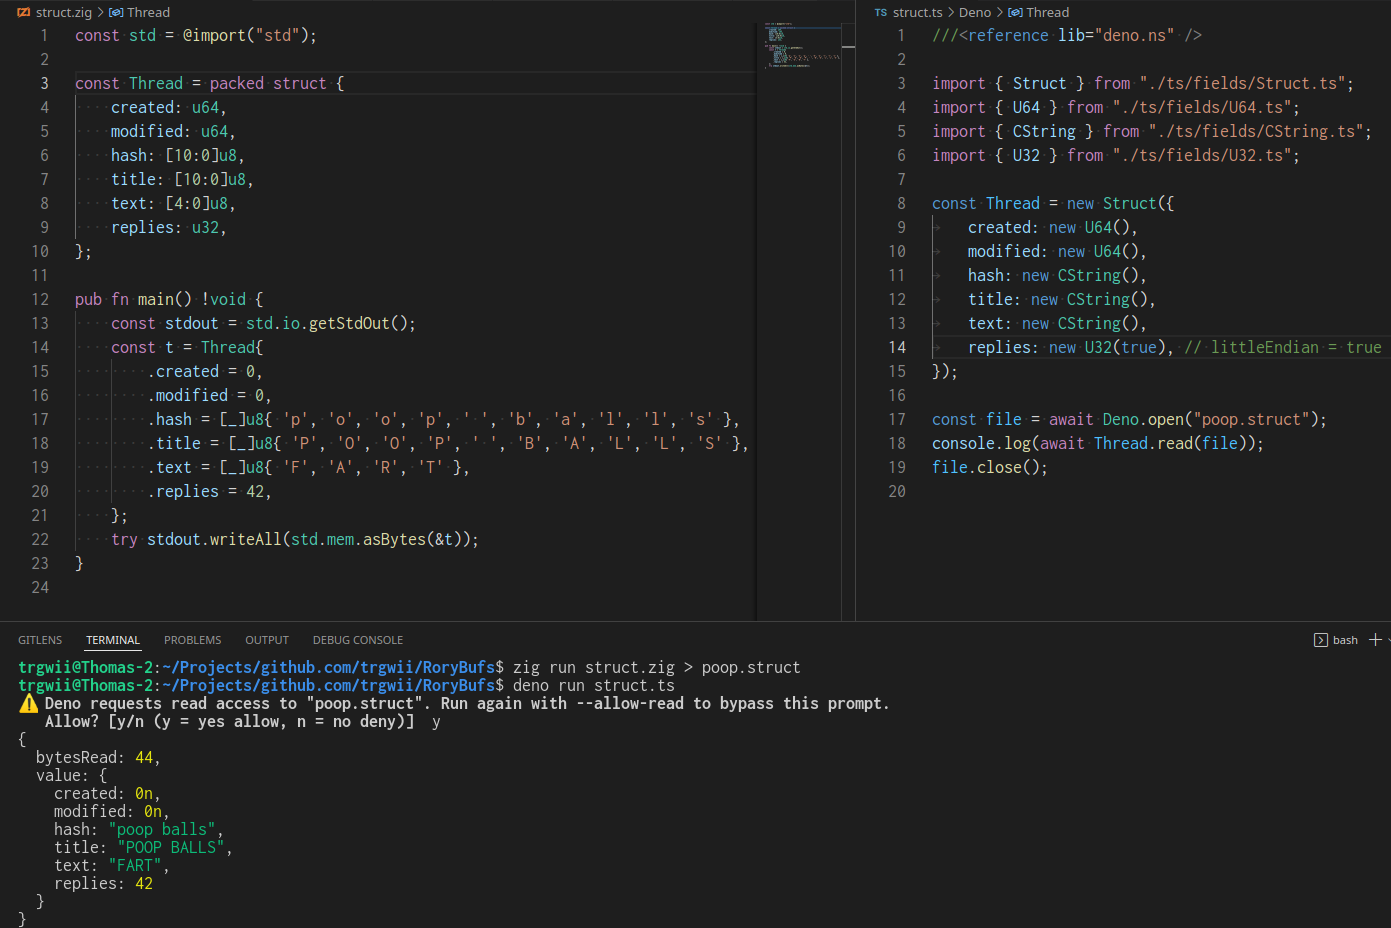 struct.zig > Thread
1 const std = @import("std");
2
3 const Thread = packed struct {
4 created: u64,
5 modified: u64,
6 hash: [10:0]u8,
7 title: [10:0]u8,
8 text: [4:0]u8,
9 replies: u32,
10 };
11
12 pub fn main() !void {
13 const stdout = std.io.getStdOut();
14 const t = Thread{
15 .created = 0,
16 .modified = 0,
17 .hash = [_]u8{ 'p', 'o', 'o', 'p', ' ', 'b', 'a', 'l', 'l', 's' },
18 .title = [_]u8{ 'P', 'O', 'O', 'P', ' ', 'B', 'A', 'L', 'L', 'S' },
19 .text = [_]u8{ 'F', 'A', 'R', 'T' },
20 .replies = 42,
21 };
22 try stdout.writeAll(std.mem.asBytes(&t));
23 }
24
TS struct.ts > Deno > Thread
1 ///<reference lib="deno.ns" />
2
3 import { Struct } from "./ts/fields/Struct.ts";
4 import { U64 } from "./ts/fields/U64.ts";
5 import { CString } from "./ts/fields/CString.ts";
6 import { U32 } from "./ts/fields/U32.ts";
7
8 const Thread = new Struct({
9 created: new U64(),
10 modified: new U64(),
11 hash: new CString(),
12 title: new CString(),
13 text: new CString(),
14 replies: new U32(true), // littleEndian = true
15 });
16
17 const file = await Deno.open("poop.struct");
18 console.log(await Thread.read(file));
19 file.close();
20
GITLENS TERMINAL PROBLEMS OUTPUT DEBUG CONSOLE bash
trgwii@Thomas-2:~/Projects/github.com/trgwii/RoryBufs$ zig run struct.zig > poop.struct
trgwii@Thomas-2:~/Projects/github.com/trgwii/RoryBufs$ deno run struct.ts
⚠️ Deno requests read access to "poop.struct". Run again with --allow-read to bypass this prompt.
Allow? [y/n (y = yes allow, n = no deny)] y
{
bytesRead: 44,
value: {
created: 0n,
modified: 0n,
hash: "poop balls",
title: "POOP BALLS",
text: "FART",
replies: 42
}
}